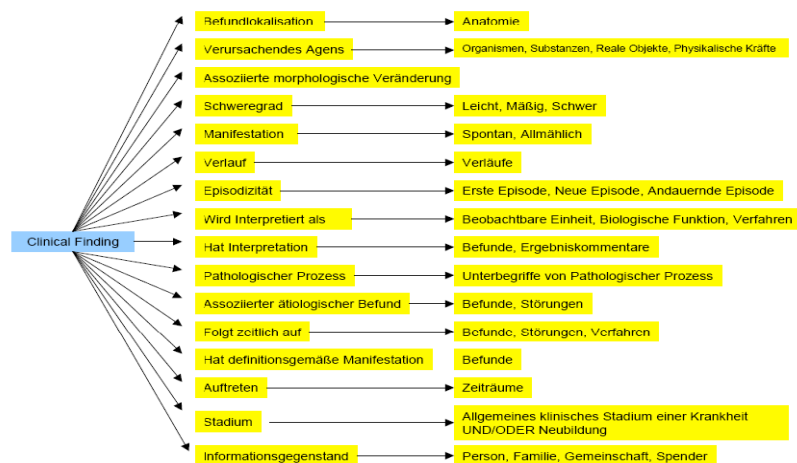 Befundlokalisation Anatomie
Verursachendes Agens Organismen, Substanzen, Reale Objekte, Physikalische Kräfte
Assoziierte morphologische Veränderung
Schweregrad Leicht, Mäßig, Schwer
Manifestation Spontan, Allmählich
Verlauf Verläufe
Episodizität Erste Episode, Neue Episode, Andauernde Episode
Wird Interpretiert als Beobachtbare Einheit, Biologische Funktion, Verfahren
Clinical Finding
Hat Interpretation Befunde, Ergebniskommentare
Pathologischer Prozess Unterbegriffe von Pathologischer Prozess
Assoziierter ätiologischer Befund Befunde, Störungen
Folgt zeitlich auf Befunde, Störungen, Verfahren
Hat definitionsgemäße Manifestation Befunde
Auftreten Zeiträume
Stadium Allgemeines klinisches Stadium einer Krankheit
UND/ODER Neubildung
Informationsgegenstand Person, Familie, Gemeinschaft, Spender